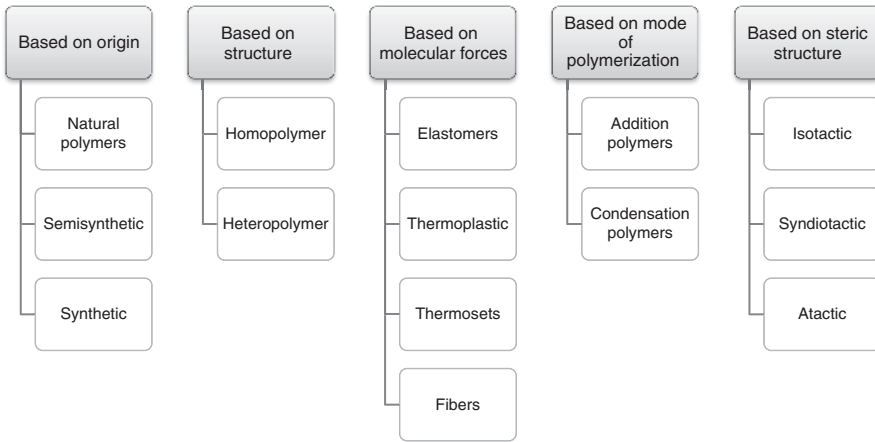 Based on origin
Natural
polymers
Semisynthetic
Synthetic
Based on
structure
Homopolymer
Heteropolymer
Based on
molecular forces
Elastomers
Thermoplastic
Thermosets
Fibers
Based on mode
of
polymerization
Addition
polymers
Condensation
polymers
Based on steric
structure
Isotactic
Syndiotactic
Atactic